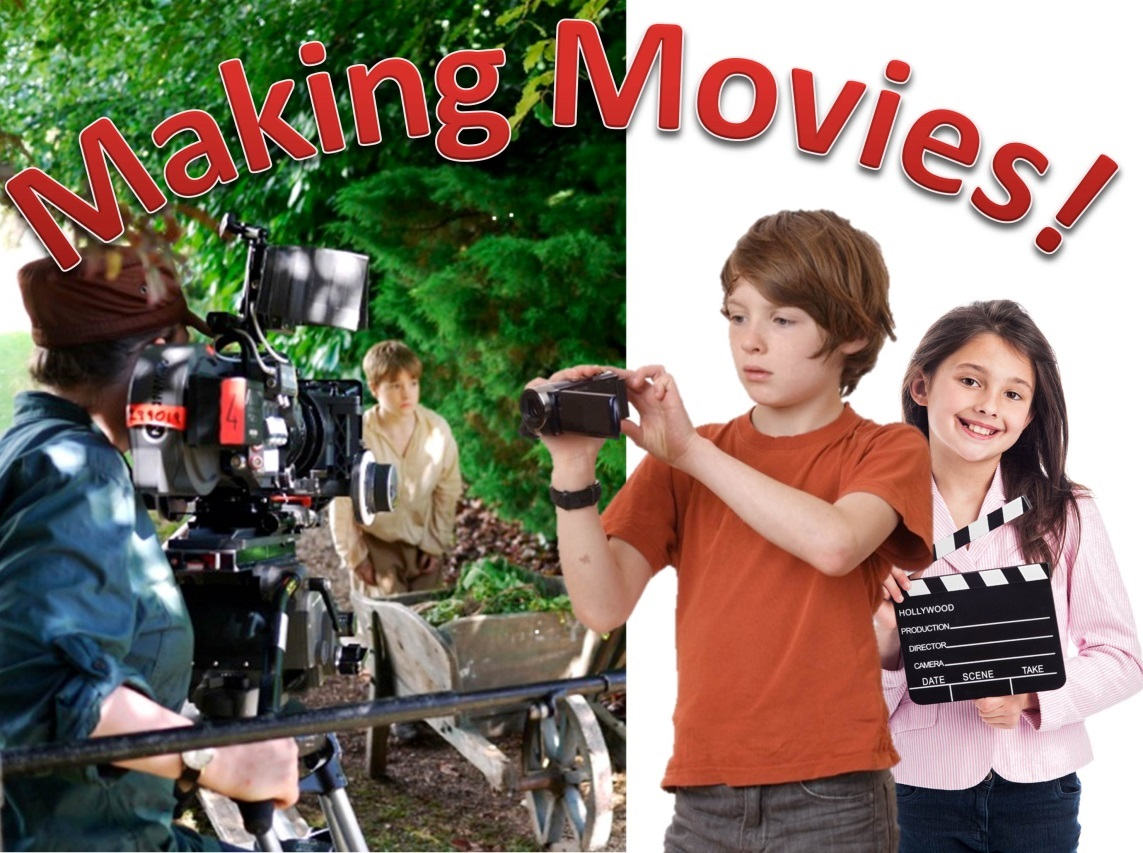 Making Movies!
4
HOLLYWOOD
PRODUCTION
DIRECTOR
CAMERA
DATE SCENE TAKE